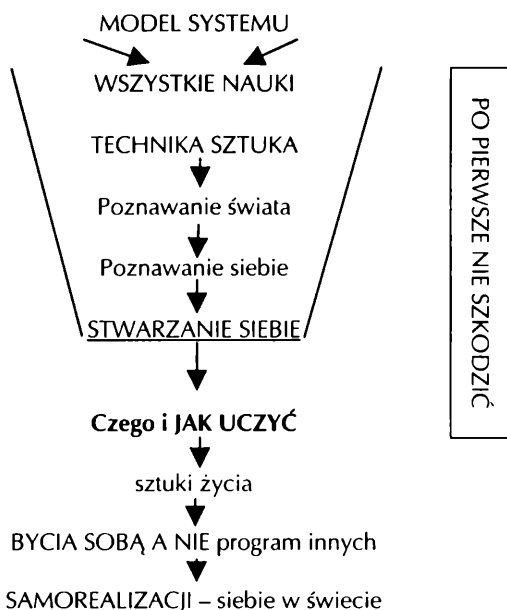 MODEL SYSTEMU
WSZYSTKIE NAUKI
TECHNIKA SZTUKA
Poznawanie świata
Poznawanie siebie
STWARZANIE SIEBIE
Czego i JAK UCZYĆ
sztuki życia
BYCIA SOBĄ A NIE program innych
SAMOREALIZACJI – siebie w świecie
PO PIERWSZE NIE SZKODZIĆ